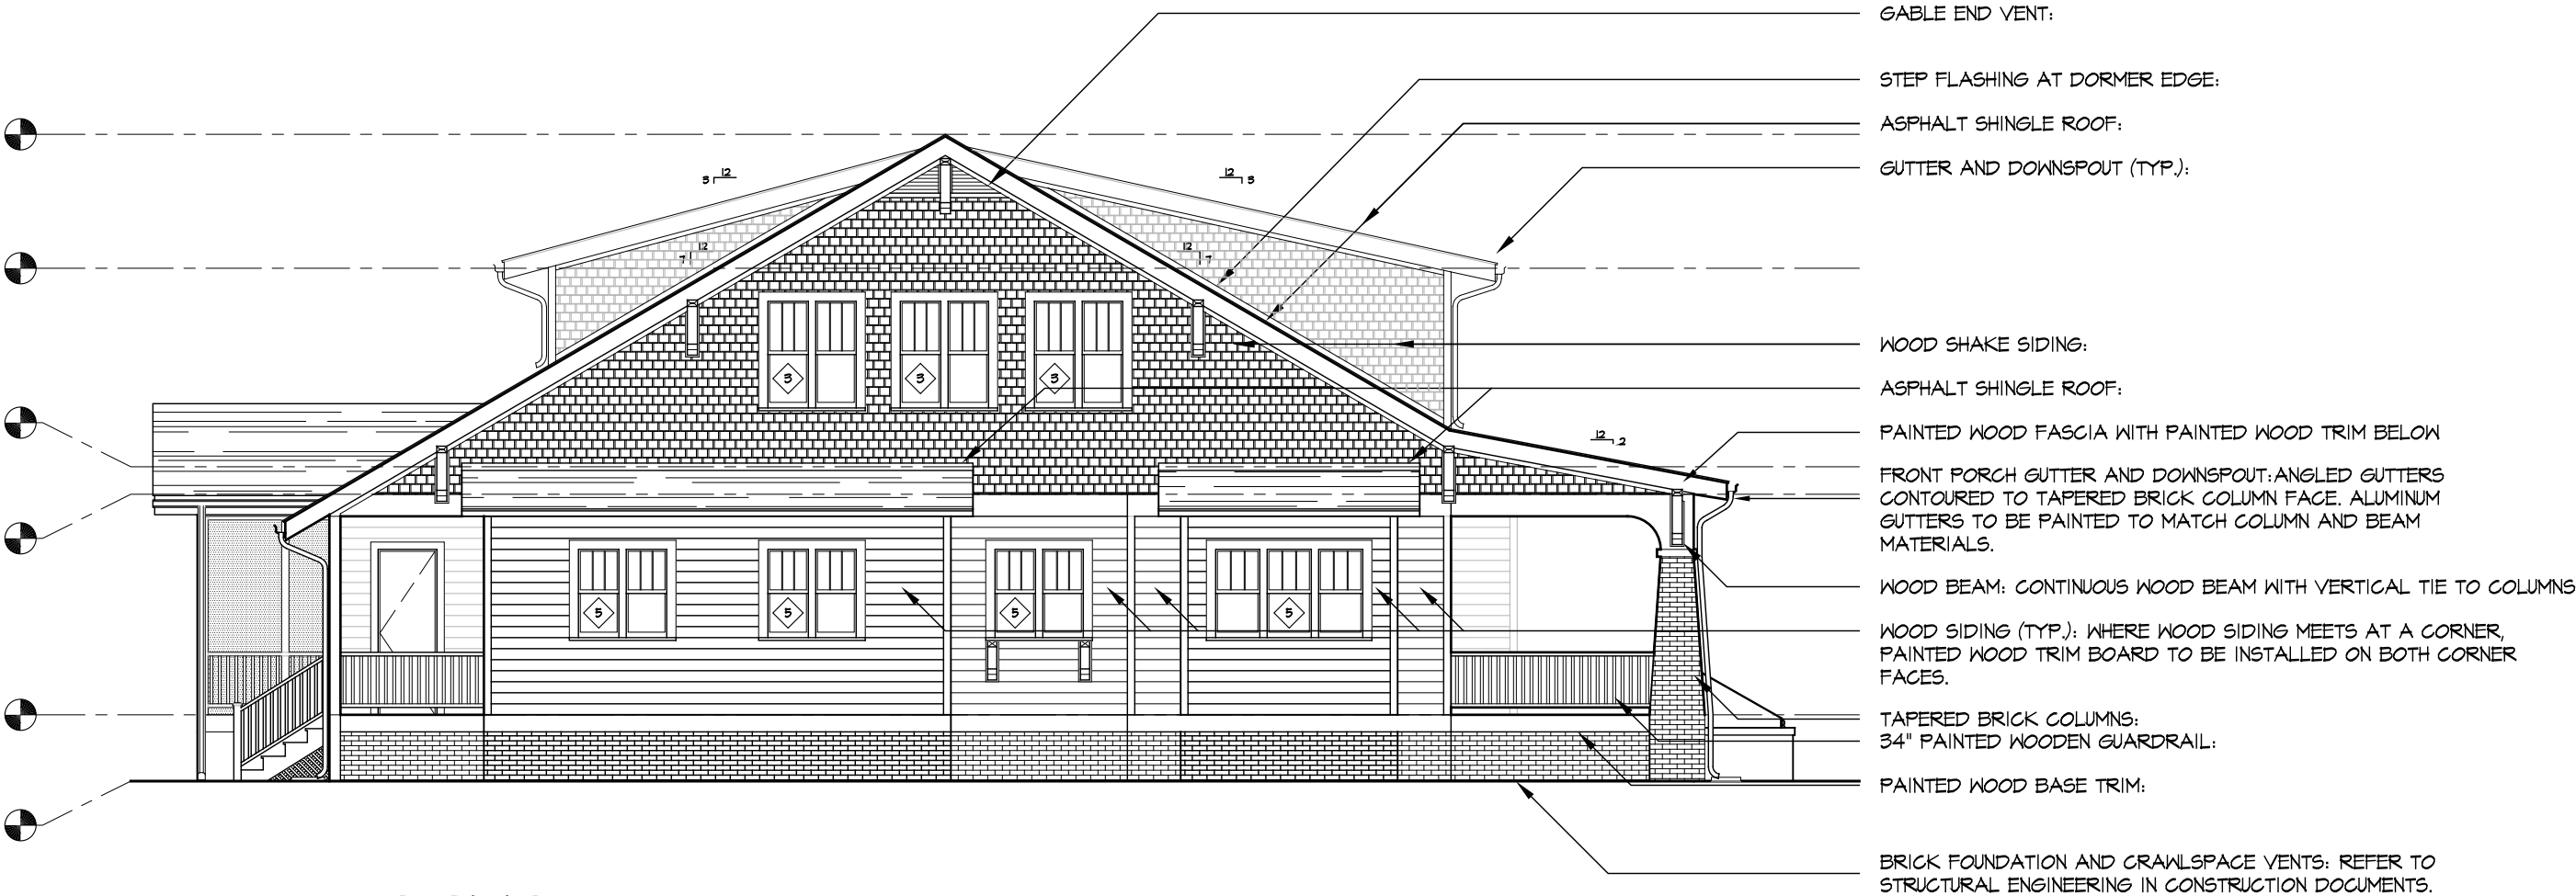 GABLE END VENT:
STEP FLASHING AT DORMER EDGE:
ASPHALT SHINGLE ROOF:
GUTTER AND DOWNSPOUT (TYP.):
12
3
12
3
12
7
12
7
3
3
3
WOOD SHAKE SIDING:
ASPHALT SHINGLE ROOF:
12
2
PAINTED WOOD FASCIA WITH PAINTED WOOD TRIM BELOW
FRONT PORCH GUTTER AND DOWNSPOUT:ANGLED GUTTERS
CONTOURED TO TAPERED BRICK COLUMN FACE. ALUMINUM
GUTTERS TO BE PAINTED TO MATCH COLUMN AND BEAM
MATERIALS.
5
5
5
5
WOOD BEAM: CONTINUOUS WOOD BEAM WITH VERTICAL TIE TO COLUMNS
WOOD SIDING (TYP.): WHERE WOOD SIDING MEETS AT A CORNER,
PAINTED WOOD TRIM BOARD TO BE INSTALLED ON BOTH CORNER
FACES.
TAPERED BRICK COLUMNS:
34" PAINTED WOODEN GUARDRAIL:
PAINTED WOOD BASE TRIM:
BRICK FOUNDATION AND CRAWLSPACE VENTS: REFER TO
STRUCTURAL ENGINEERING IN CONSTRUCTION DOCUMENTS.